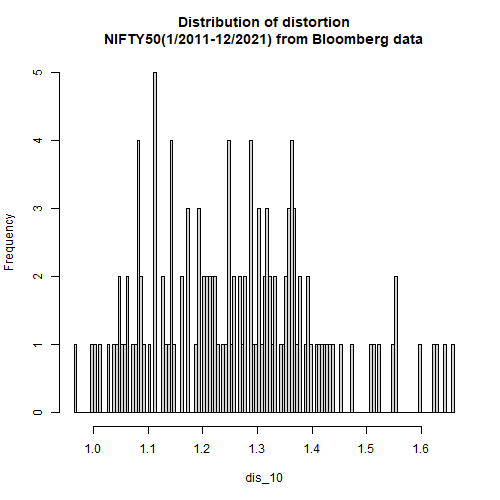 Distribution of distortion
NIFTY50(1/2011-12/2021) from Bloomberg data
Frequency
5
4
3
2
1
0
1.0 1.1 1.2 1.3 1.4 1.5 1.6
dis_10